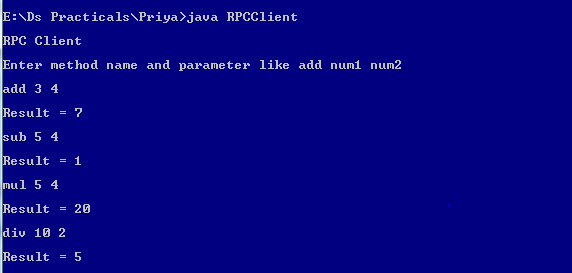 E:\Ds Practicals\Priya>java RPCClient
RPC Client
Enter method name and parameter like add num1 num2
add 3 4
Result = 7
sub 5 4
Result = 1
mul 5 4
Result = 20
div 10 2
Result = 5